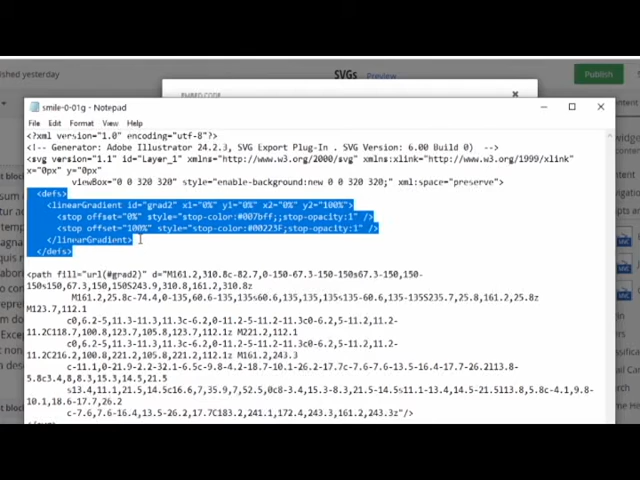 lished yesterday
SVGs
Preview
Publish
EMBED CODE
smile-0-01g - Notepad
File Edit Format View Help
<?xml version="1.0" encoding="utf-8"?>
<!-- Generator: Adobe Illustrator 24.2.3, SVG Export Plug-In . SVG Version: 6.00 Build 0)  -->
<svg version="1.1" id="Layer_1" xmlns="http://www.w3.org/2000/svg" xmlns:xlink="http://www.w3.org/1999/xlink"
x="0px" y="0px"
viewBox="0 0 320 320" style="enable-background:new 0 0 320 320;" xml:space="preserve">
<defs>
<linearGradient id="grad2" x1="0%" y1="0%" x2="0%" y2="100%">
<stop offset="0%" style="stop-color:#007bff;;stop-opacity:1" />
<stop offset="100%" style="stop-color:#00223F;stop-opacity:1" />
</linearGradient>
</defs>
<path fill="url(#grad2)" d="M161.2,310.8c-82.7,0-150-67.3-150-150s67.3-150,150-
150s150,67.3,150,150S243.9,310.8,161.2,310.8z
M161.2,25.8c-74.4,0-135,60.6-135,135s60.6,135,135,135s135-60.6,135-135S235.7,25.8,161.2,25.8z
M123.7,112.1
c0,6.2-5,11.3-11.3,11.3c-6.2,0-11.2-5-11.2-11.3c0-6.2,5-11.2,11.2-
11.2C118.7,100.8,123.7,105.8,123.7,112.1z M221.2,112.1
c0,6.2-5,11.3-11.2,11.3c-6.2,0-11.2-5-11.2-11.3c0-6.2,5-11.2,11.2-
11.2C216.2,100.8,221.2,105.8,221.2,112.1z M161.2,243.3
c-11.1,0-21.9-2.2-32.1-6.5c-9.8-4.2-18.7-10.1-26.2-17.7c-7.6-7.6-13.5-16.4-17.7-26.2l13.8-
5.8c3.4,8,8.3,15.3,14.5,21.5
s13.4,11.1,21.5,14.5c16.6,7,35.9,7,52.5,0c8-3.4,15.3-8.3,21.5-14.5s11.1-13.4,14.5-21.5l13.8,5.8c-4.1,9.8-
10.1,18.6-17.7,26.2
c-7.6,7.6-16.4,13.5-26.2,17.7C183.2,241.1,172.4,243.3,161.2,243.3z"/>